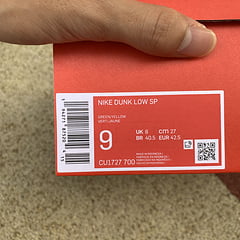 NIKE DUNK LOW SP
GREEN/YELLOW
VERT/JAUNE
9
UK 8 cm 27
BR 40.5 EUR 42.5
CU1727 700